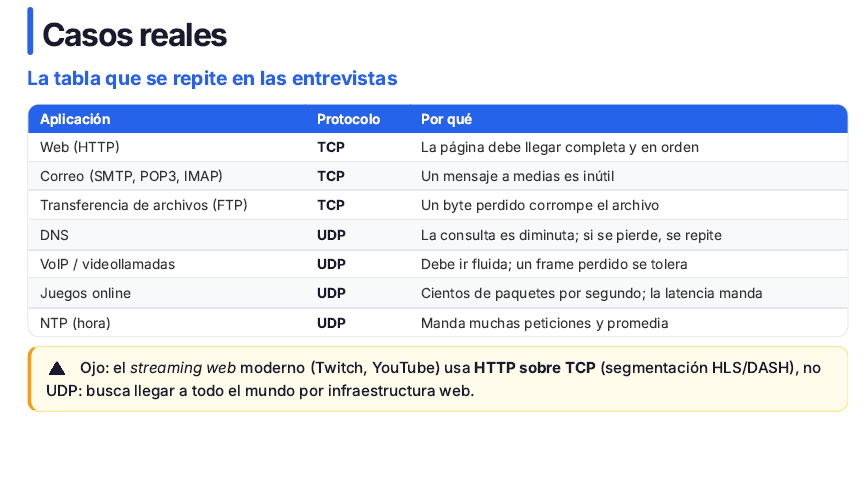 Casos reales
La tabla que se repite en las entrevistas
Aplicación Protocolo Por qué
Web (HTTP) TCP La página debe llegar completa y en orden
Correo (SMTP, POP3, IMAP) TCP Un mensaje a medias es inútil
Transferencia de archivos (FTP) TCP Un byte perdido corrompe el archivo
DNS UDP La consulta es diminuta; si se pierde, se repite
VoIP / videollamadas UDP Debe ir fluida; un frame perdido se tolera
Juegos online UDP Cientos de paquetes por segundo; la latencia manda
NTP (hora) UDP Manda muchas peticiones y promedia
Ojo: el streaming web moderno (Twitch, YouTube) usa HTTP sobre TCP (segmentación HLS/DASH), no
UDP: busca llegar a todo el mundo por infraestructura web.